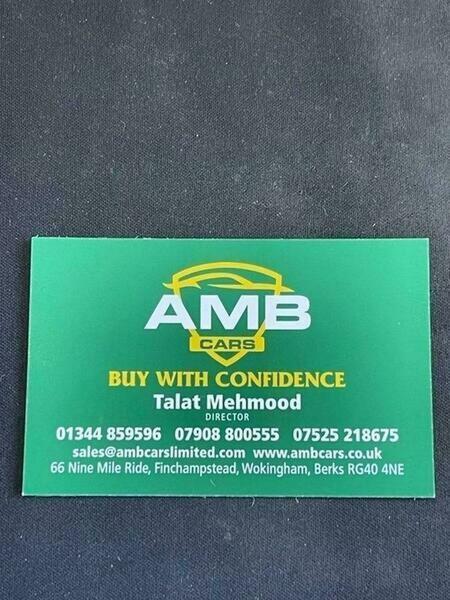 AMB
CARS
BUY WITH CONFIDENCE
Talat Mehmood
DIRECTOR
01344 859596 07908 800555 07525 218675
sales@ambcarslimited.com www.ambcars.co.uk
66 Nine Mile Ride, Finchampstead, Wokingham, Berks RG40 4NE